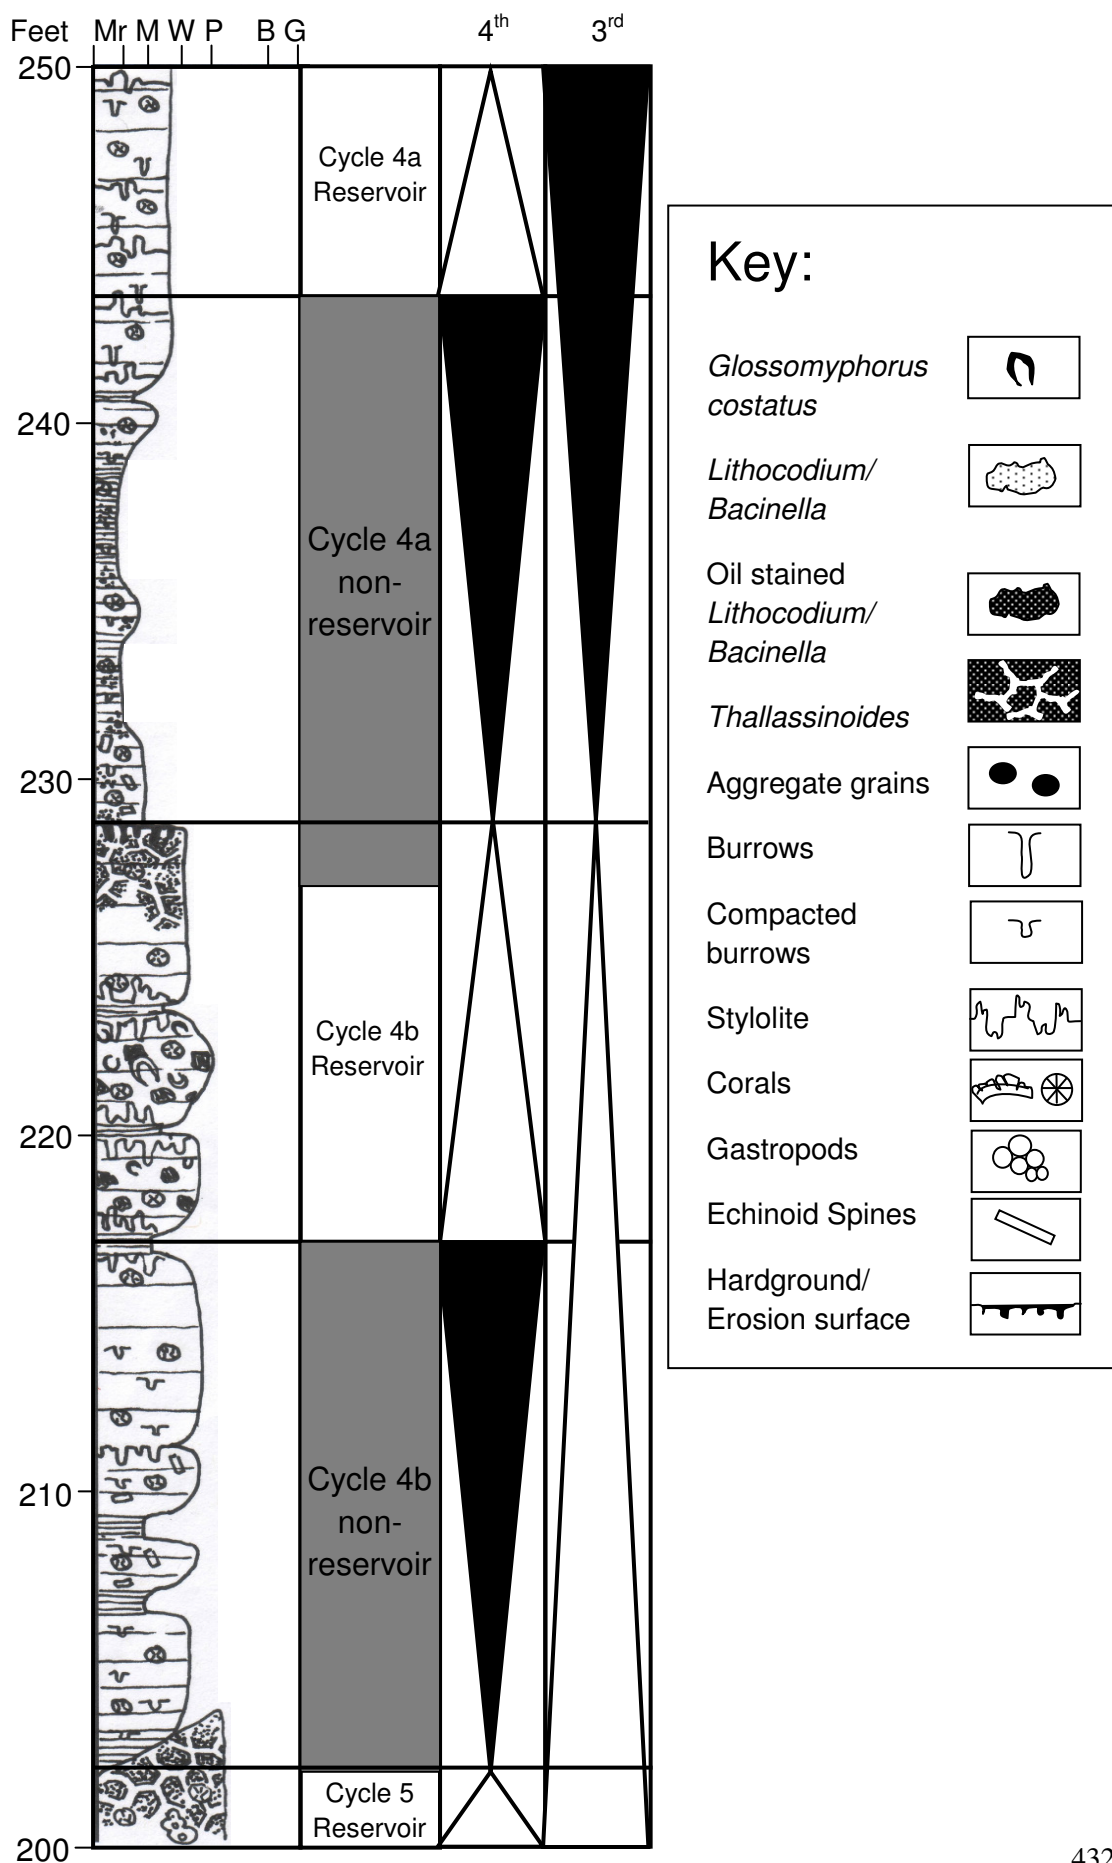 Feet Mr M W P B G 4th 3rd
250
Cycle 4a
Reservoir
240
Cycle 4a
non-
reservoir
230
Cycle 4b
Reservoir
220
210
Cycle 4b
non-
reservoir
Cycle 5
Reservoir
200
Key:
Glossomyphorus
costatus
Lithocodium/
Bacinella
Oil stained
Lithocodium/
Bacinella
Thallassinoides
Aggregate grains
Burrows
Compacted
burrows
Stylolite
Corals
Gastropods
Echinoid Spines
Hardground/
Erosion surface
432